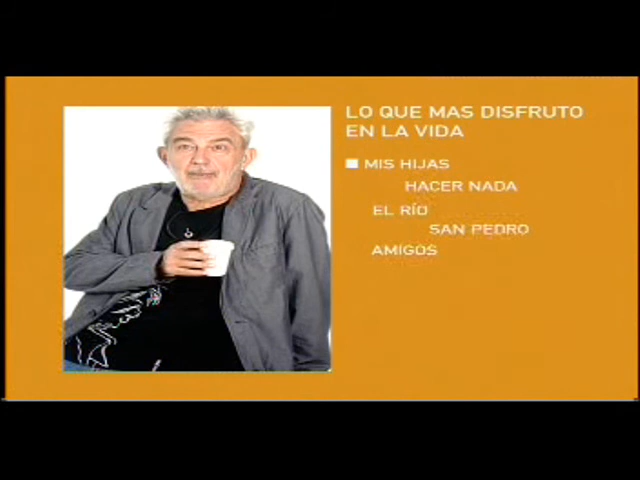 LO QUE MAS DISFRUTO
EN LA VIDA
MIS HIJAS
HACER NADA
EL RÍO
SAN PEDRO
AMIGOS